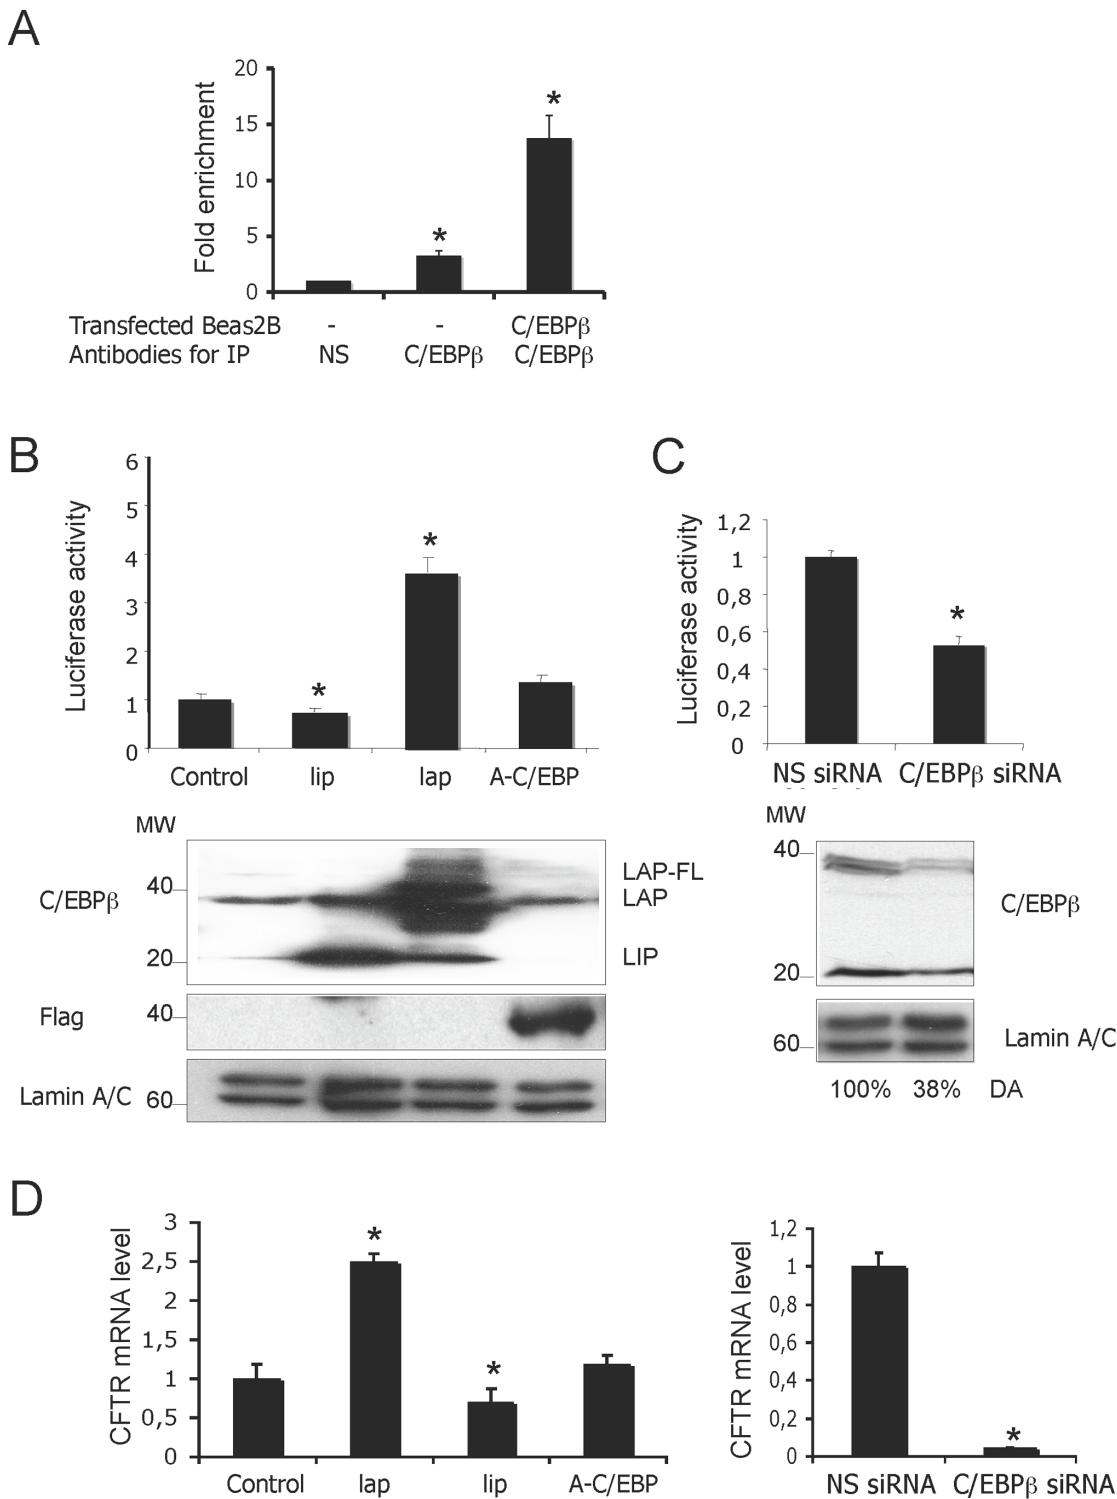 A
20
15
10
5
0
Fold enrichment
*
*
Transfected Beas2B - - C/EBPβ
Antibodies for IP NS C/EBPβ C/EBPβ
B
6
5
4
3
2
1
0
Luciferase activity
*
*
Control lip lap A-C/EBP
MW
C/EBPβ
40
20
LAP-FL
LAP
LIP
Flag
40
Lamin A/C
60
C
1,2
1
0,8
0,6
0,4
0,2
0
Luciferase activity
*
NS siRNA C/EBPβ siRNA
MW
40
20
C/EBPβ
60
Lamin A/C
100% 38% DA
D
3
2,5
2
1,5
1
0,5
0
CFTR mRNA level
*
*
Control lap lip A-C/EBP
1,2
1
0,8
0,6
0,4
0,2
0
CFTR mRNA level
*
NS siRNA C/EBPβ siRNA